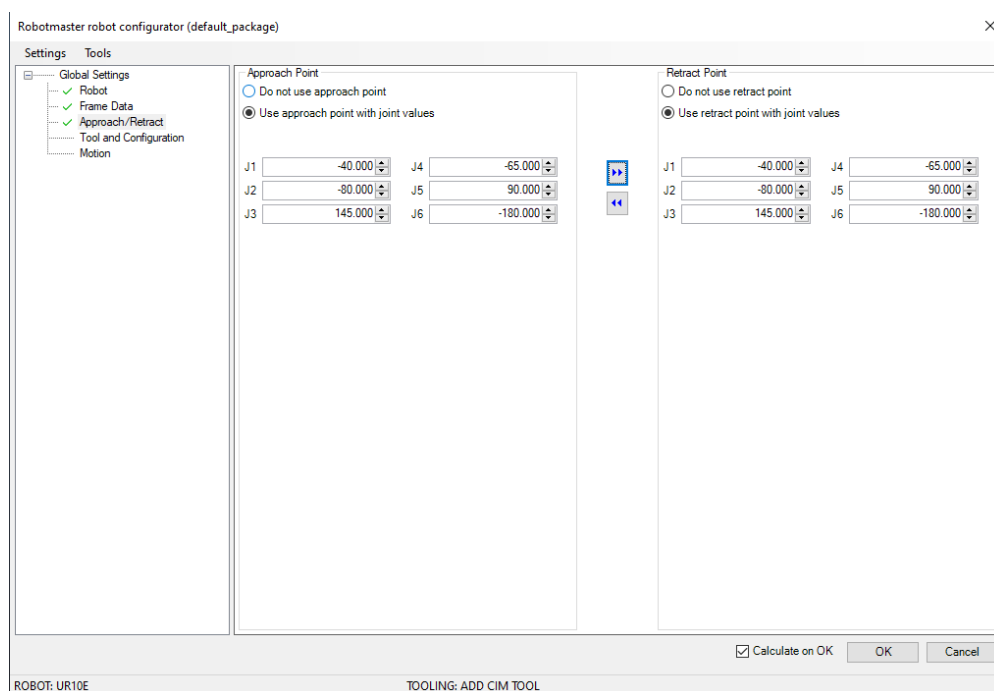 Robotmaster robot configurator (default_package)
Settings Tools
Global Settings
Robot
Frame Data
Approach/Retract
Tool and Configuration
Motion
Approach Point
Do not use approach point
Use approach point with joint values
J1 -40.000 J4 -65.000
J2 -80.000 J5 90.000
J3 145.000 J6 -180.000
Retract Point
Do not use retract point
Use retract point with joint values
J1 -40.000 J4 -65.000
J2 -80.000 J5 90.000
J3 145.000 J6 -180.000
Calculate on OK OK Cancel
ROBOT: UR10E TOOLING: ADD CIM TOOL